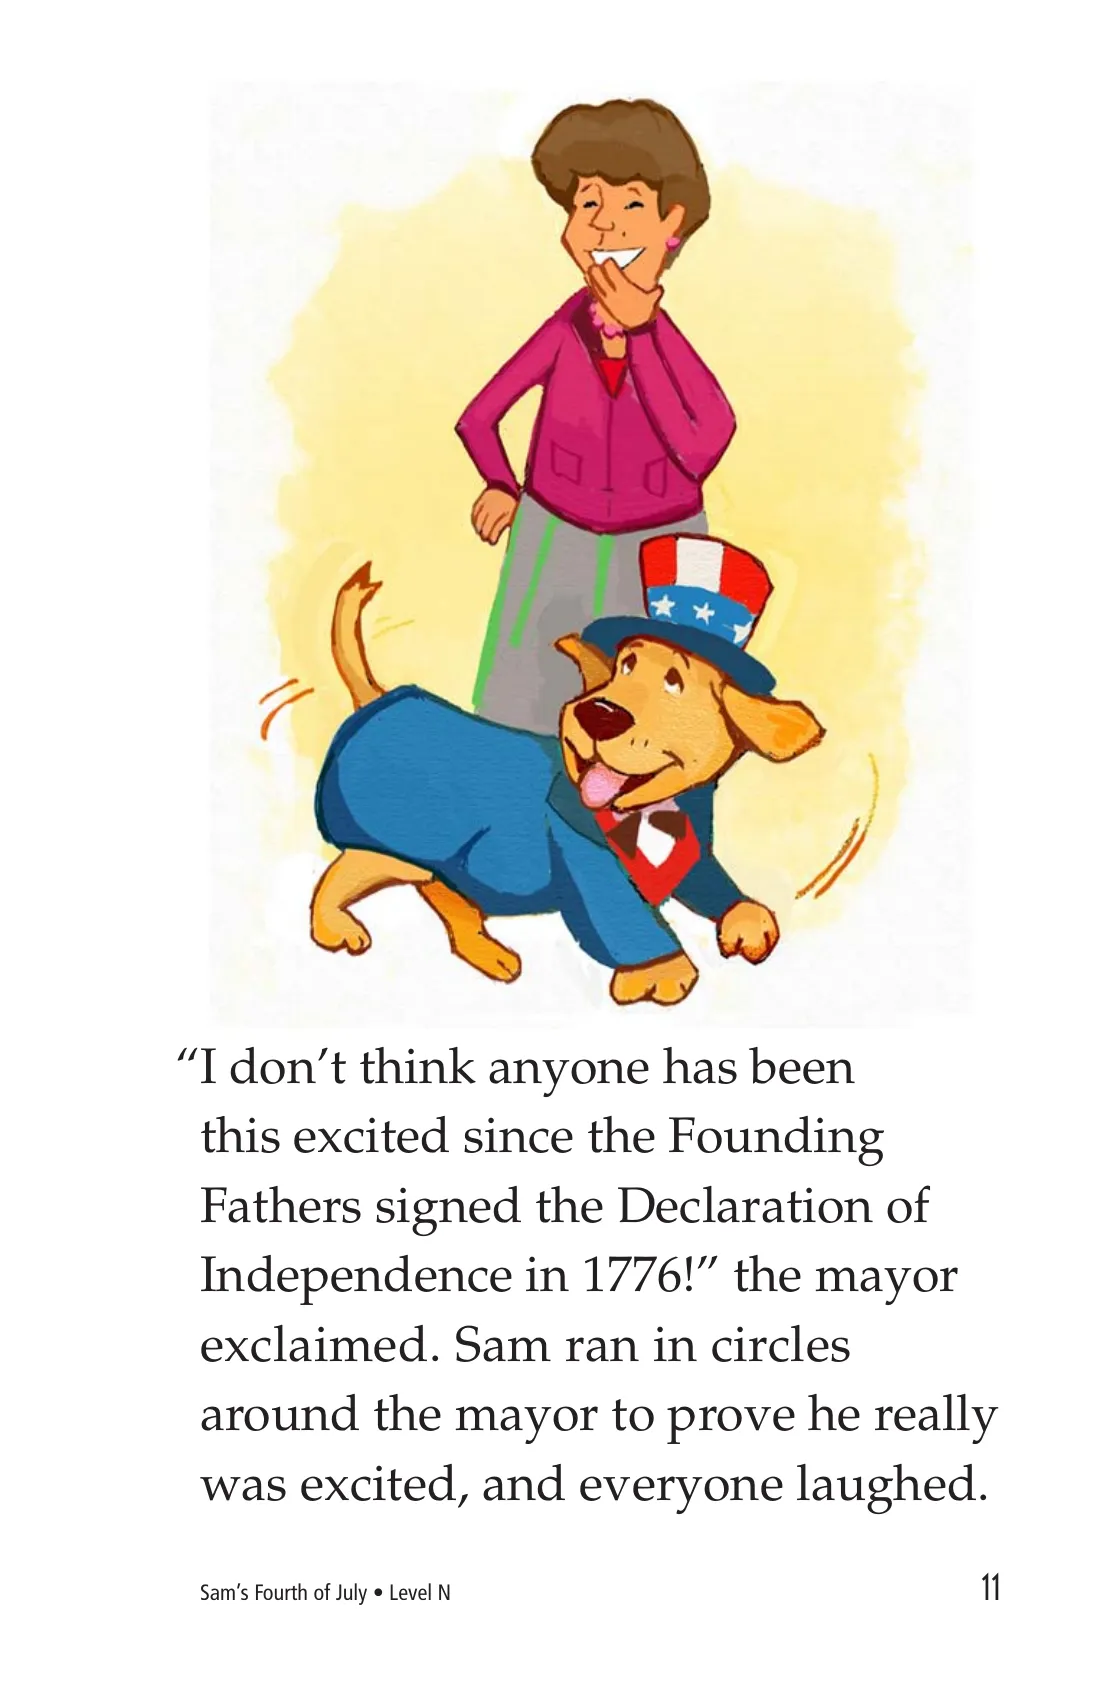 “I don’t think anyone has been
this excited since the Founding
Fathers signed the Declaration of
Independence in 1776!” the mayor
exclaimed. Sam ran in circles
around the mayor to prove he really
was excited, and everyone laughed.
Sam’s Fourth of July • Level N
11